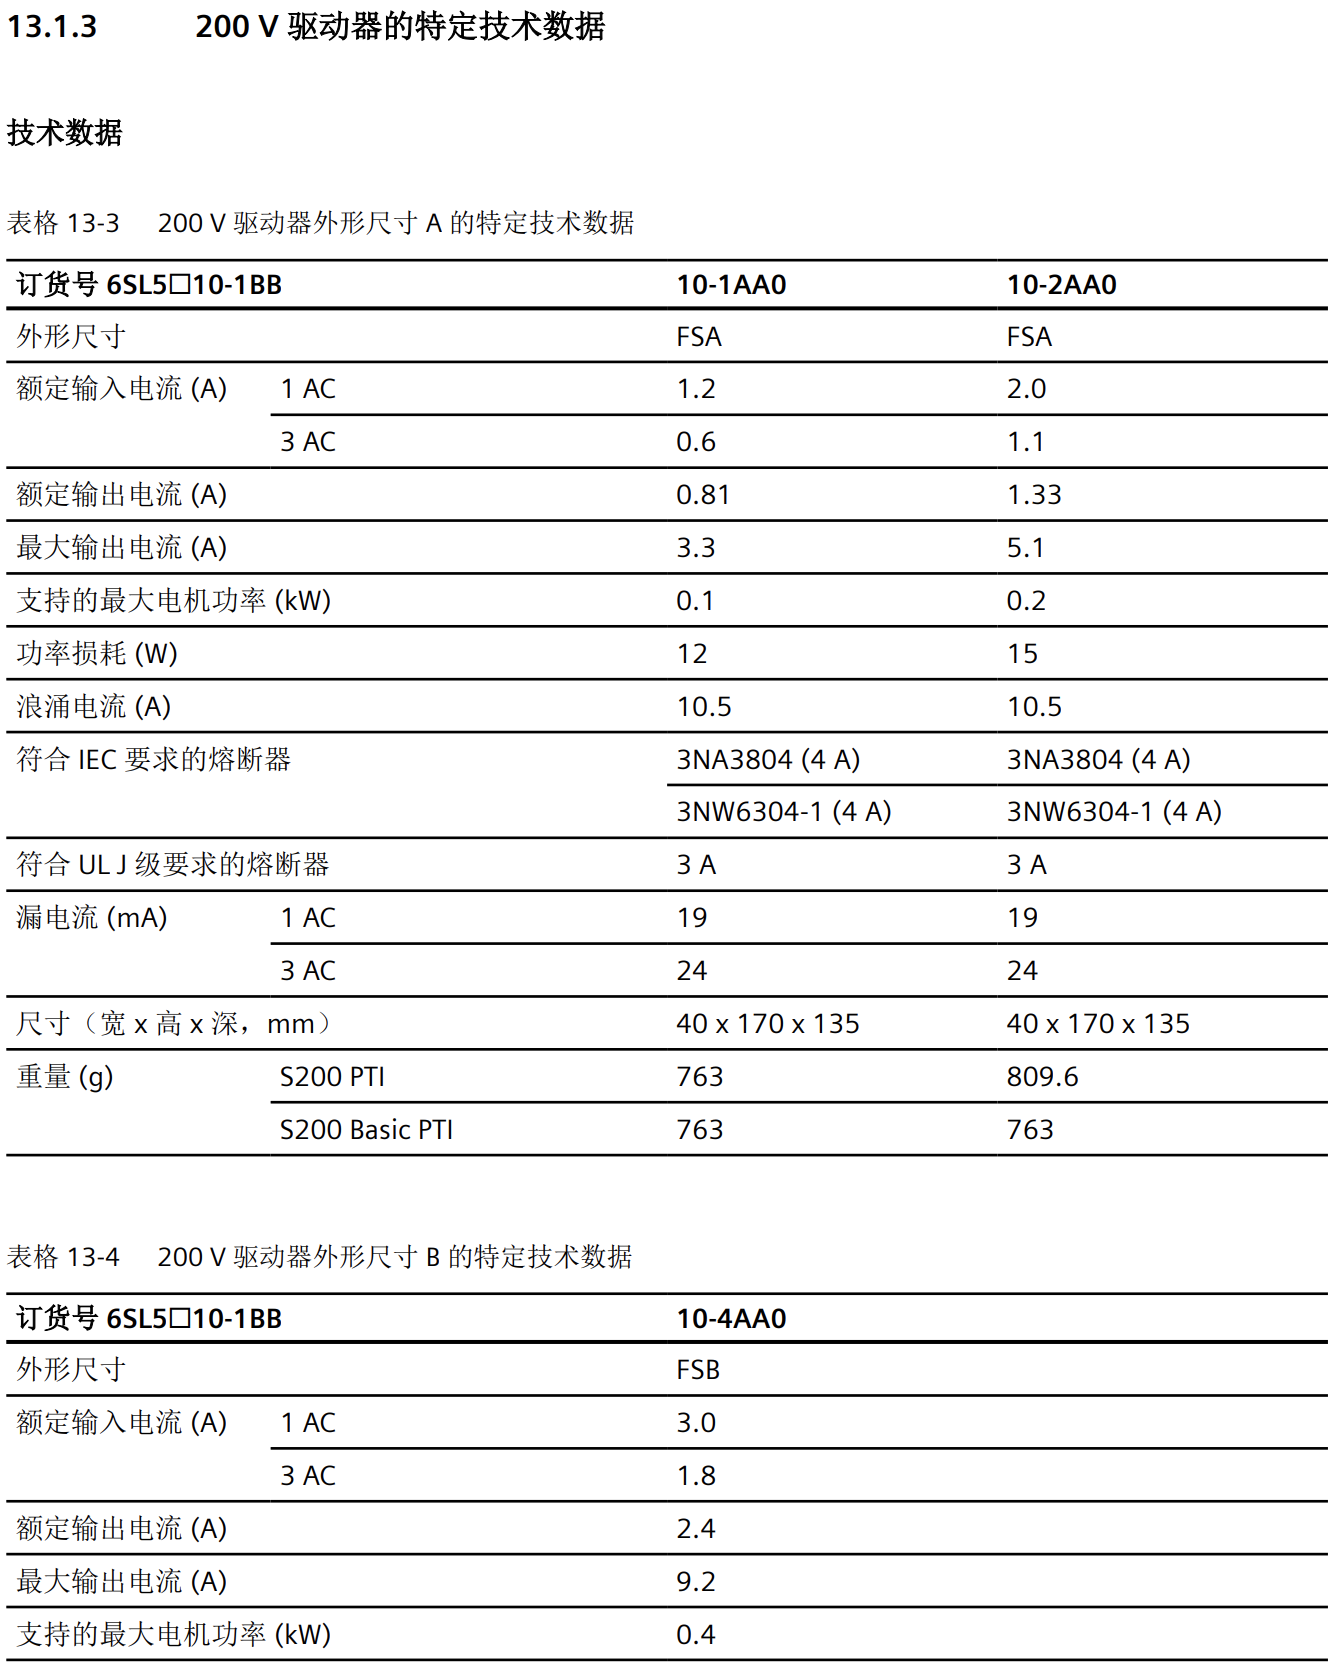 13.1.3 200 V 驱动器的特定技术数据
技术数据
表格 13-3 200 V 驱动器外形尺寸 A 的特定技术数据
订货号 6SL5□10-1BB 10-1AA0 10-2AA0
外形尺寸 FSA FSA
额定输入电流 (A) 1 AC 1.2 2.0
3 AC 0.6 1.1
额定输出电流 (A) 0.81 1.33
最大输出电流 (A) 3.3 5.1
支持的最大电机功率 (kW) 0.1 0.2
功率损耗 (W) 12 15
浪涌电流 (A) 10.5 10.5
符合 IEC 要求的熔断器 3NA3804 (4 A) 3NA3804 (4 A)
3NW6304-1 (4 A) 3NW6304-1 (4 A)
符合 UL J 级要求的熔断器 3 A 3 A
漏电流 (mA) 1 AC 19 19
3 AC 24 24
尺寸（宽 x 高 x 深，mm） 40 x 170 x 135 40 x 170 x 135
重量 (g) S200 PTI 763 809.6
S200 Basic PTI 763 763
表格 13-4 200 V 驱动器外形尺寸 B 的特定技术数据
订货号 6SL5□10-1BB 10-4AA0
外形尺寸 FSB
额定输入电流 (A) 1 AC 3.0
3 AC 1.8
额定输出电流 (A) 2.4
最大输出电流 (A) 9.2
支持的最大电机功率 (kW) 0.4